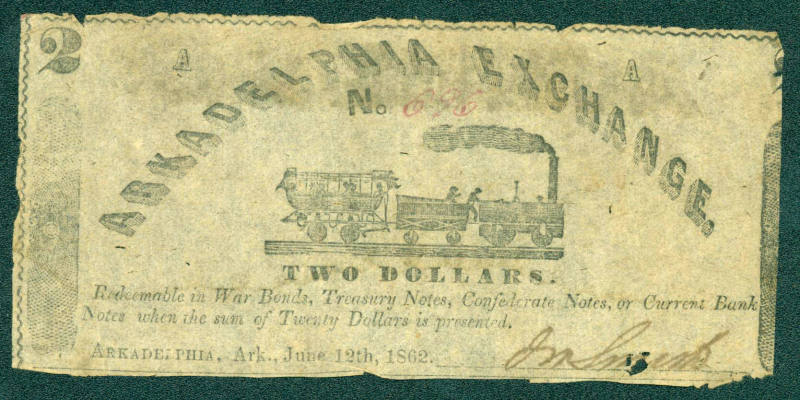 2
A A
ARKADELPHIA EXCHANGE.
No. 696
TWO DOLLARS.
Redeemable in War Bonds, Treasury Notes, Confederate Notes, or Current Bank
Notes when the sum of Twenty Dollars is presented.
ARKADELPHIA, Ark., June 12th, 1862.